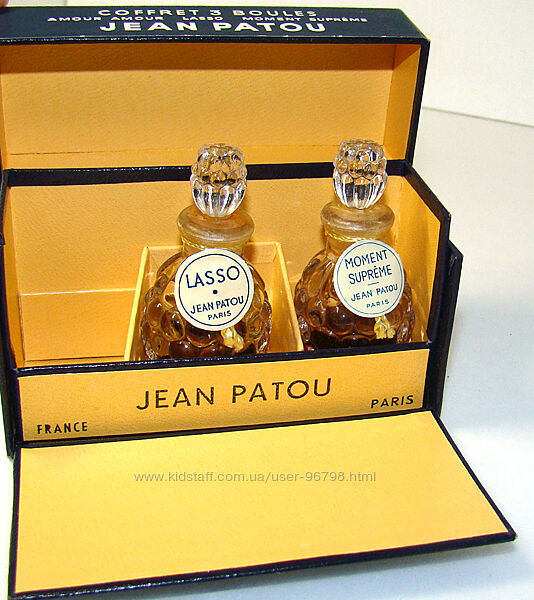 COFFRET 3 BOULES
AMOUR AMOUR LASSO MOMENT SUPRÊME
JEAN PATOU
LASSO
•
JEAN PATOU
PARIS
MOMENT
SUPRÊME
JEAN PATOU
PARIS
JEAN PATOU
FRANCE
PARIS
www.kidstaff.com.ua/user-96798.html